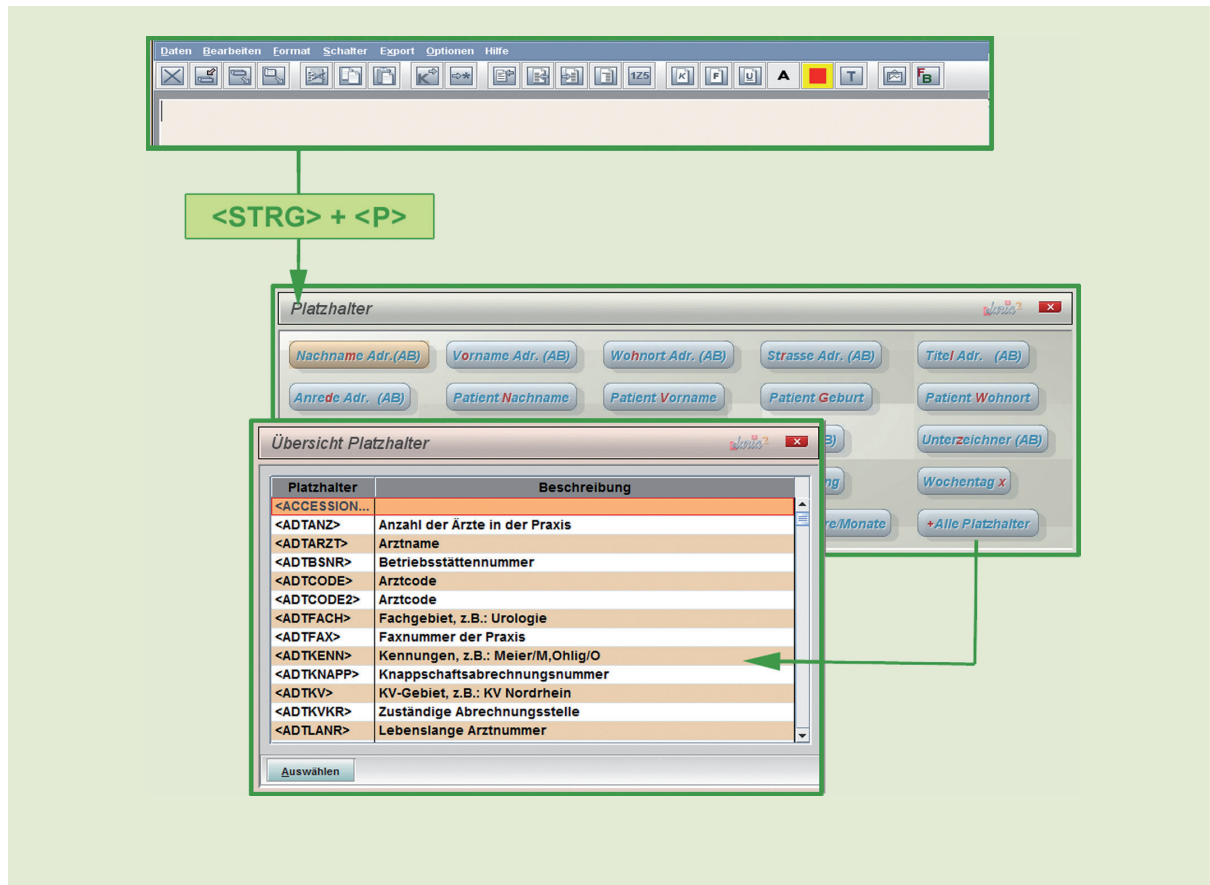 Daten Bearbeiten Format Schalter Export Optionen Hilfe
1Z5 K F U A T FB
<STRG> + <P>
Platzhalter
Nachname Adr.(AB) Vorname Adr. (AB) Wohnort Adr. (AB) Strasse Adr. (AB) Titel Adr. (AB)
Anrede Adr. (AB) Patient Nachname Patient Vorname Patient Geburt Patient Wohnort
B) Unterzeichner (AB)
ng Wochentag x
re/Monate +Alle Platzhalter
Übersicht Platzhalter
Platzhalter Beschreibung
<ACCESSION...
<ADTANZ> Anzahl der Ärzte in der Praxis
<ADTARZT> Arztname
<ADTBSNR> Betriebsstättennummer
<ADTCODE> Arztcode
<ADTCODE2> Arztcode
<ADTFACH> Fachgebiet, z.B.: Urologie
<ADTFAX> Faxnummer der Praxis
<ADTKENN> Kennungen, z.B.: Meier/M,Ohlig/O
<ADTKNAPP> Knappschaftsabrechnungsnummer
<ADTKV> KV-Gebiet, z.B.: KV Nordrhein
<ADTKVKR> Zuständige Abrechnungsstelle
<ADTLANR> Lebenslange Arztnummer
Auswählen